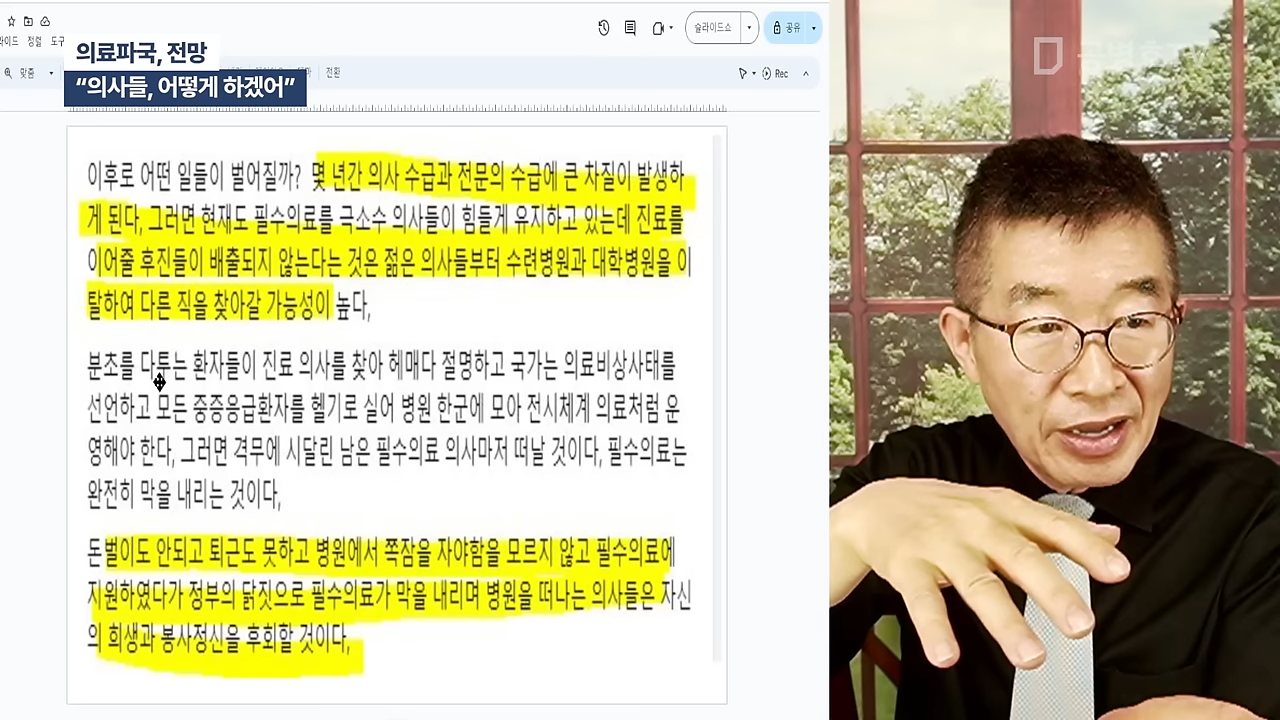 의료파국, 전망
“의사들, 어떻게 하겠어”
정렬
도구
슬라이드쇼
공유
맞춤
전환
Rec
이후로 어떤 일들이 벌어질까? 몇 년간 의사 수급과 전문의 수급에 큰 차질이 발생하
게 된다, 그러면 현재도 필수의료를 극소수 의사들이 힘들게 유지하고 있는데 진료를
이어줄 후진들이 배출되지 않는다는 것은 젊은 의사들부터 수련병원과 대학병원을 이
탈하여 다른 직을 찾아갈 가능성이 높다,
분초를 다투는 환자들이 진료 의사를 찾아 헤매다 절명하고 국가는 의료비상사태를
선언하고 모든 중증응급환자를 헬기로 실어 병원 한군에 모아 전시체계 의료처럼 운
영해야 한다, 그러면 격무에 시달린 남은 필수의료 의사마저 떠날 것이다, 필수의료는
완전히 막을 내리는 것이다,
돈벌이도 안되고 퇴근도 못하고 병원에서 쪽잠을 자야함을 모르지 않고 필수의료에
지원하였다가 정부의 닭짓으로 필수의료가 막을 내리며 병원을 떠나는 의사들은 자신
의 희생과 봉사정신을 후회할 것이다,